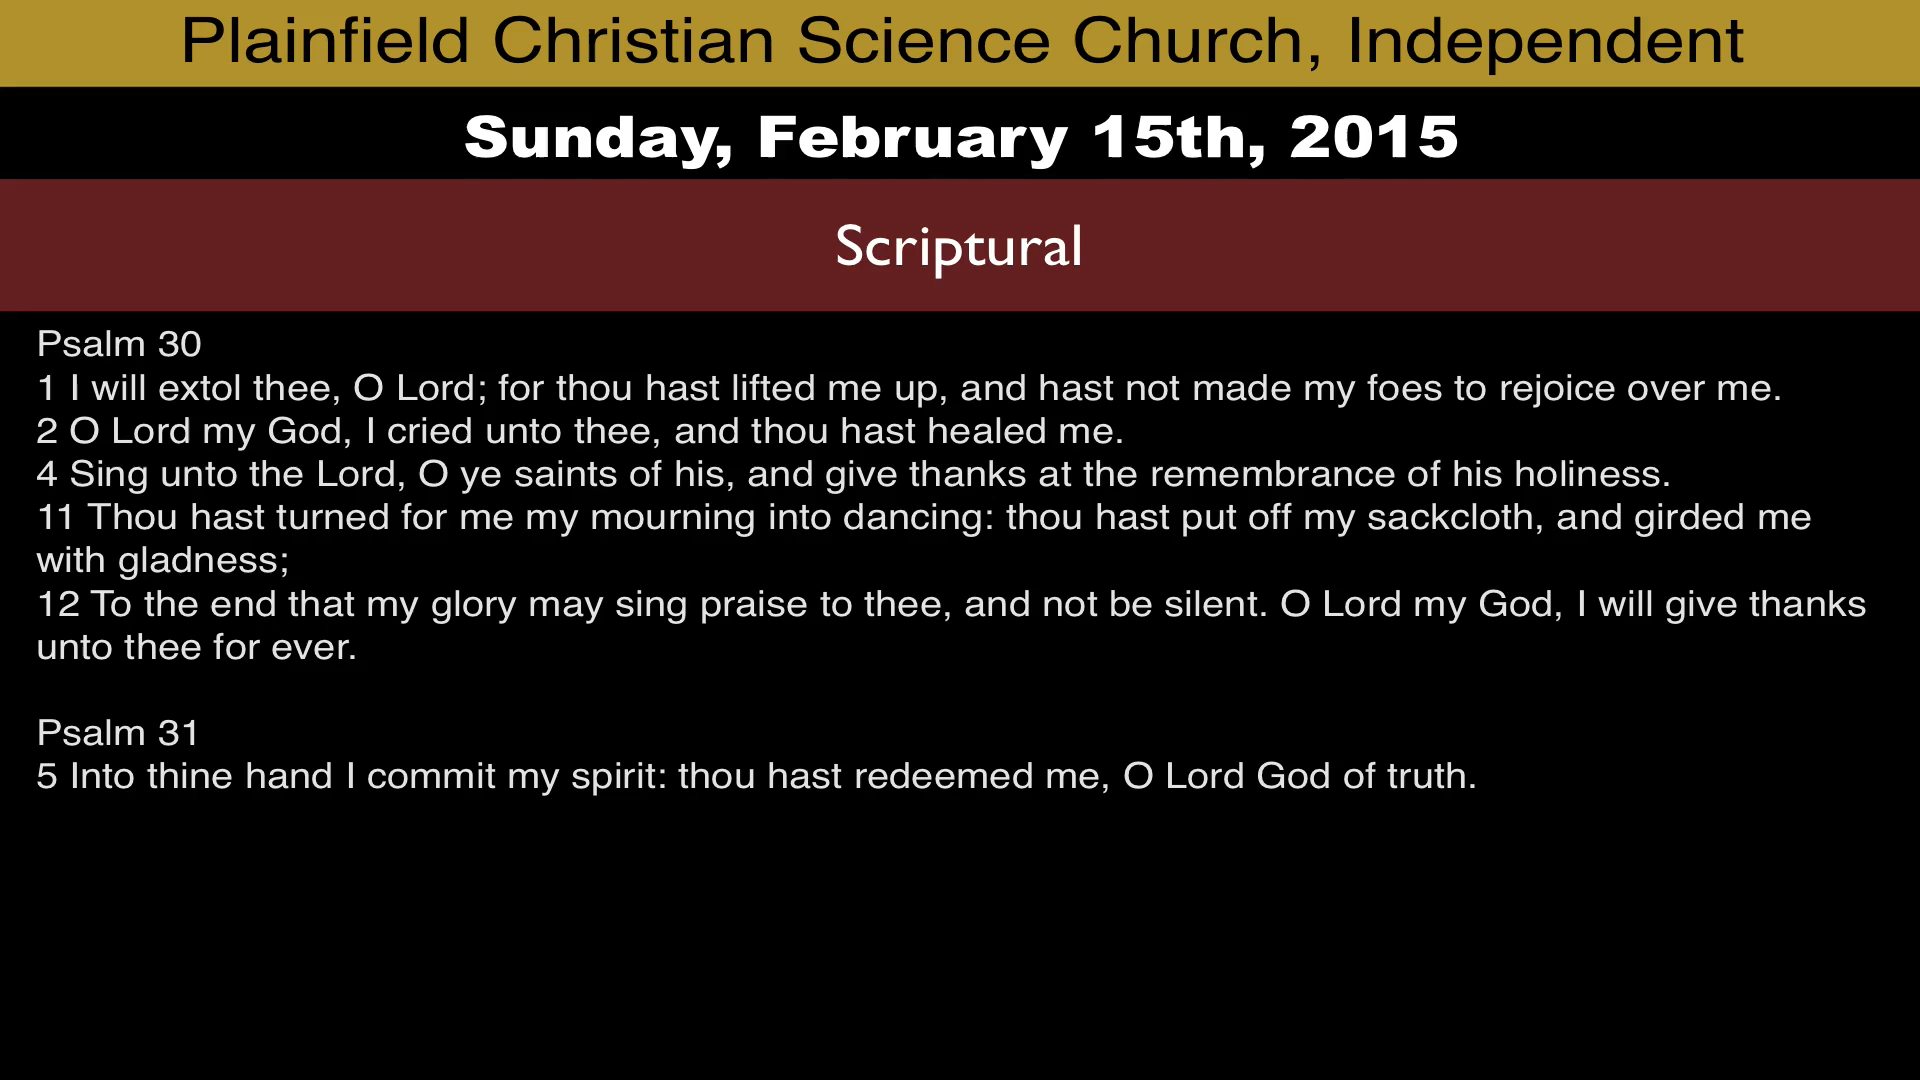 Plainfield Christian Science Church, Independent
Sunday, February 15th, 2015
Scriptural
Psalm 30
1 I will extol thee, O Lord; for thou hast lifted me up, and hast not made my foes to rejoice over me.
2 O Lord my God, I cried unto thee, and thou hast healed me.
4 Sing unto the Lord, O ye saints of his, and give thanks at the remembrance of his holiness.
11 Thou hast turned for me my mourning into dancing: thou hast put off my sackcloth, and girded me
with gladness;
12 To the end that my glory may sing praise to thee, and not be silent. O Lord my God, I will give thanks
unto thee for ever.
Psalm 31
5 Into thine hand I commit my spirit: thou hast redeemed me, O Lord God of truth.